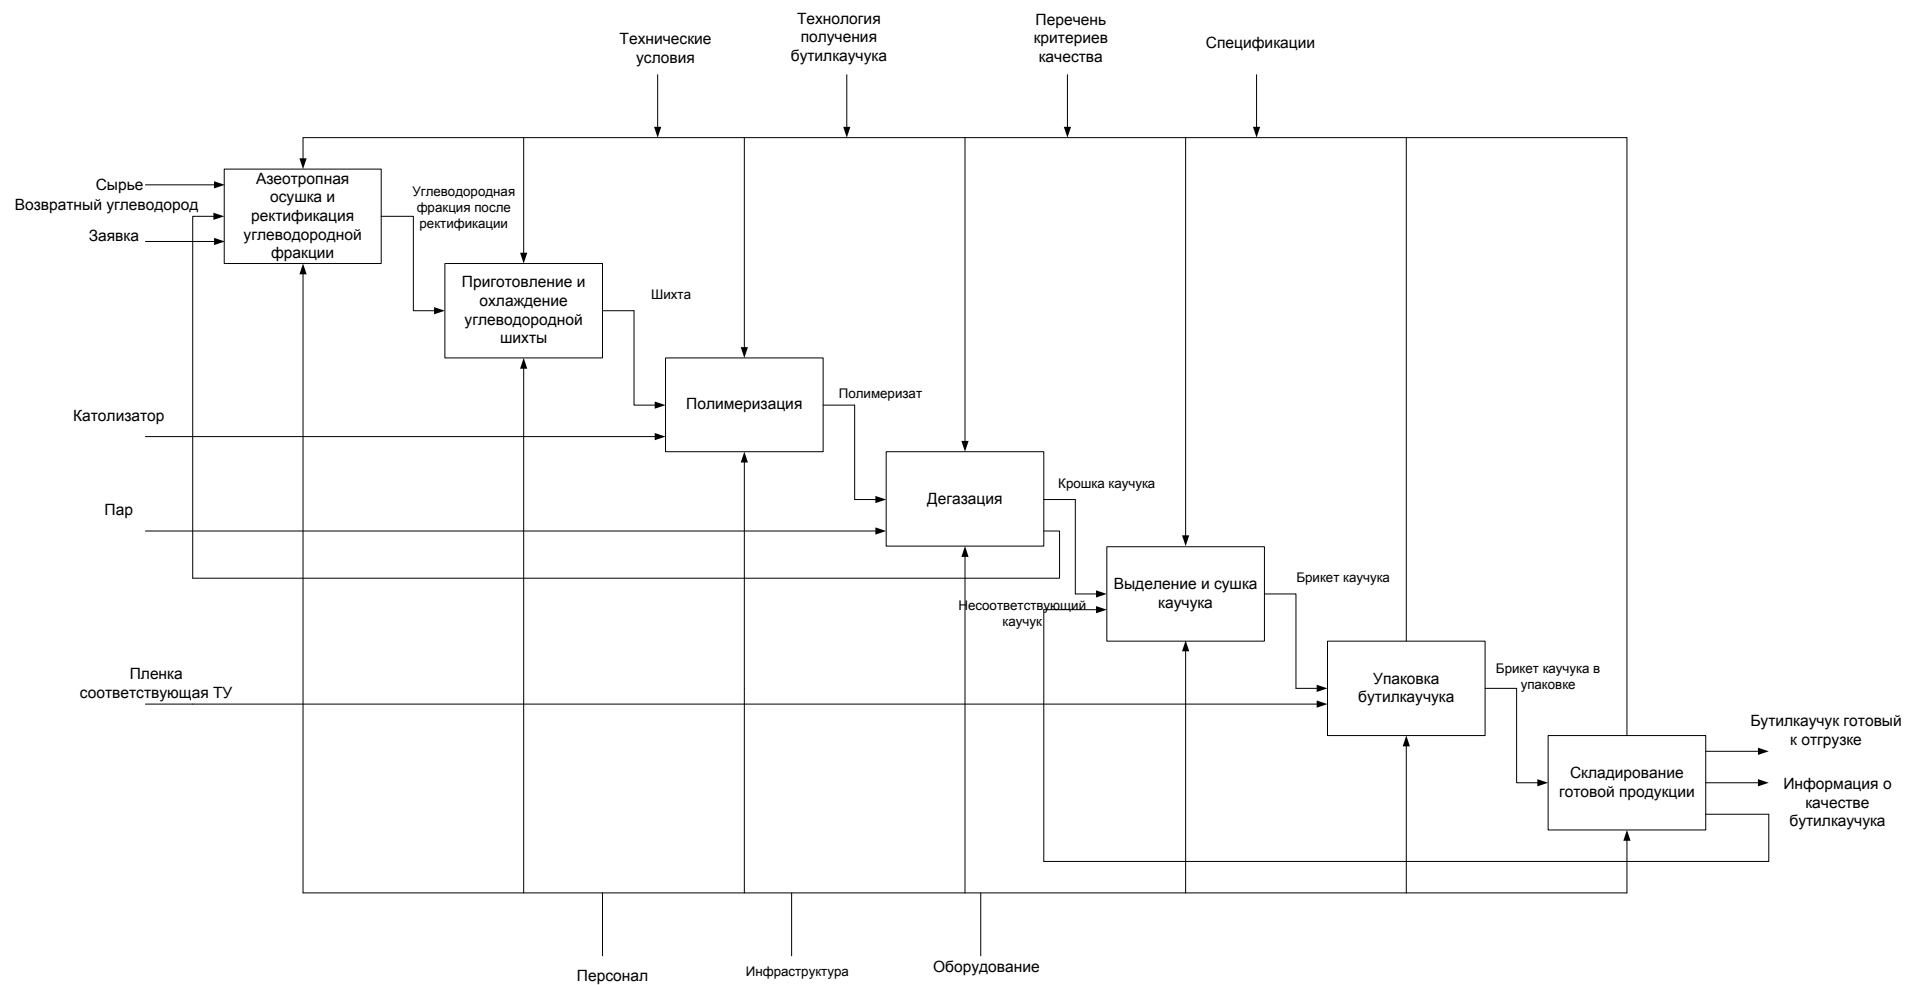 Технические
условия
Технология
получения
бутилкаучука
Перечень
критериев
качества
Спецификации
Сырье
Возвратный углеводород
Заявка
Азеотропная
осушка и
ректификация
углеводородной
фракции
Углеводородная
фракция после
ректификации
Приготовление и
охлаждение
углеводородной
шихты
Шихта
Католизатор
Полимеризация
Полимеризат
Пар
Дегазация
Крошка каучука
Несоответствующий
каучук
Выделение и сушка
каучука
Брикет каучука
Пленка
соответствующая ТУ
Упаковка
бутилкаучука
Брикет каучука в
упаковке
Складирование
готовой продукции
Бутилкаучук готовый
к отгрузке
Информация о
качестве
бутилкаучука
Персонал
Инфраструктура
Оборудование